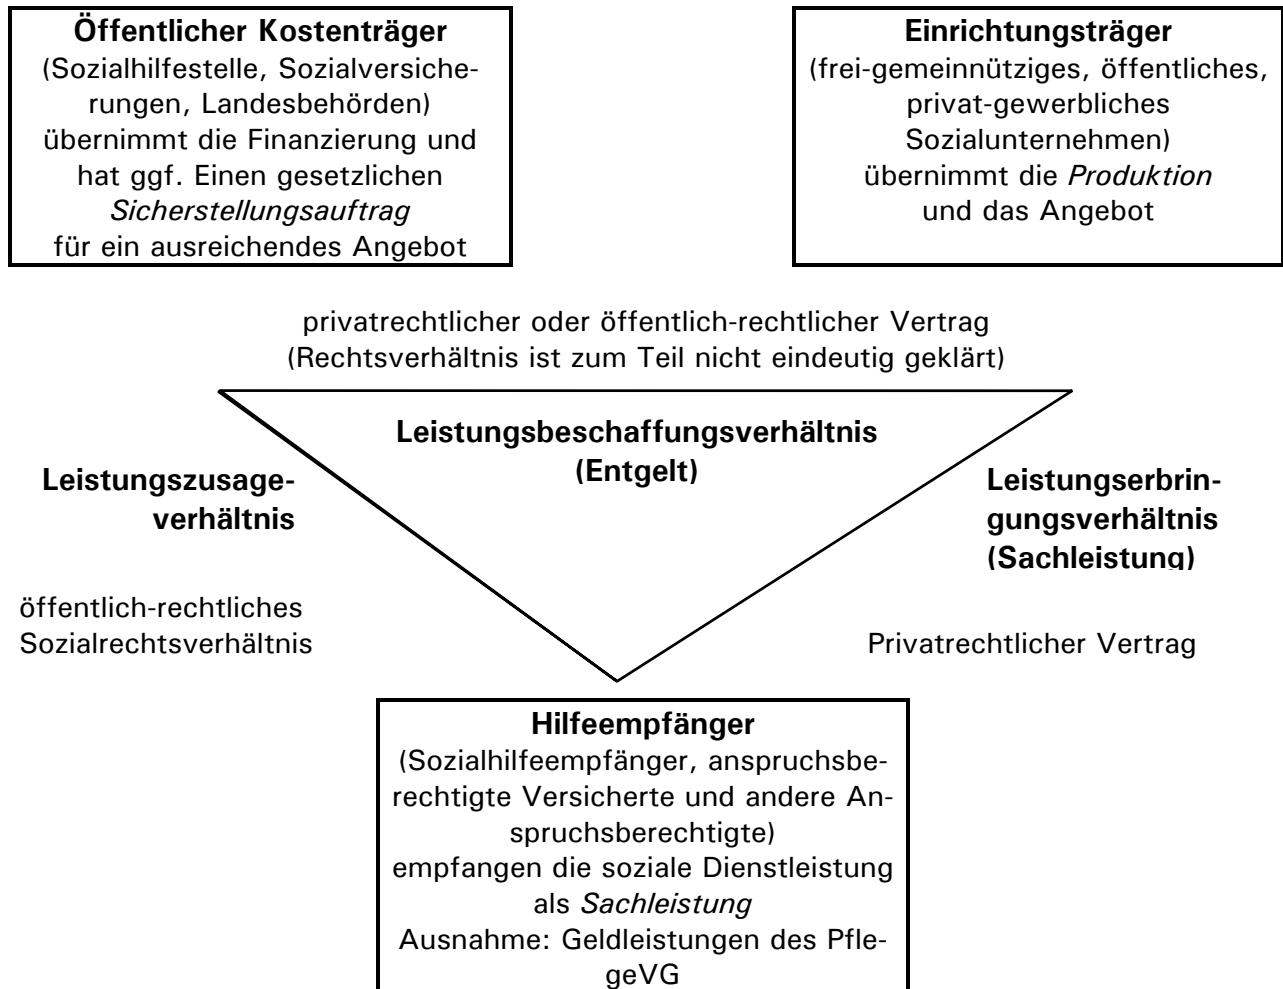 Öffentlicher Kostenträger
(Sozialhilfestelle, Sozialversiche-
rungen, Landesbehörden)
übernimmt die Finanzierung und
hat ggf. Einen gesetzlichen
Sicherstellungsauftrag
für ein ausreichendes Angebot
Einrichtungsträger
(frei-gemeinnütziges, öffentliches,
privat-gewerbliches
Sozialunternehmen)
übernimmt die Produktion
und das Angebot
privatrechtlicher oder öffentlich-rechtlicher Vertrag
(Rechtsverhältnis ist zum Teil nicht eindeutig geklärt)
Leistungsbeschaffungsverhältnis
(Entgelt)
Leistungszusage-
verhältnis
Leistungserbrin-
gungsverhältnis
(Sachleistung)
öffentlich-rechtliches
Sozialrechtsverhältnis
Privatrechtlicher Vertrag
Hilfeempfänger
(Sozialhilfeempfänger, anspruchsbe-
rechtigte Versicherte und andere An-
spruchsberechtigte)
empfangen die soziale Dienstleistung
als Sachleistung
Ausnahme: Geldleistungen des Pfle-
geVG